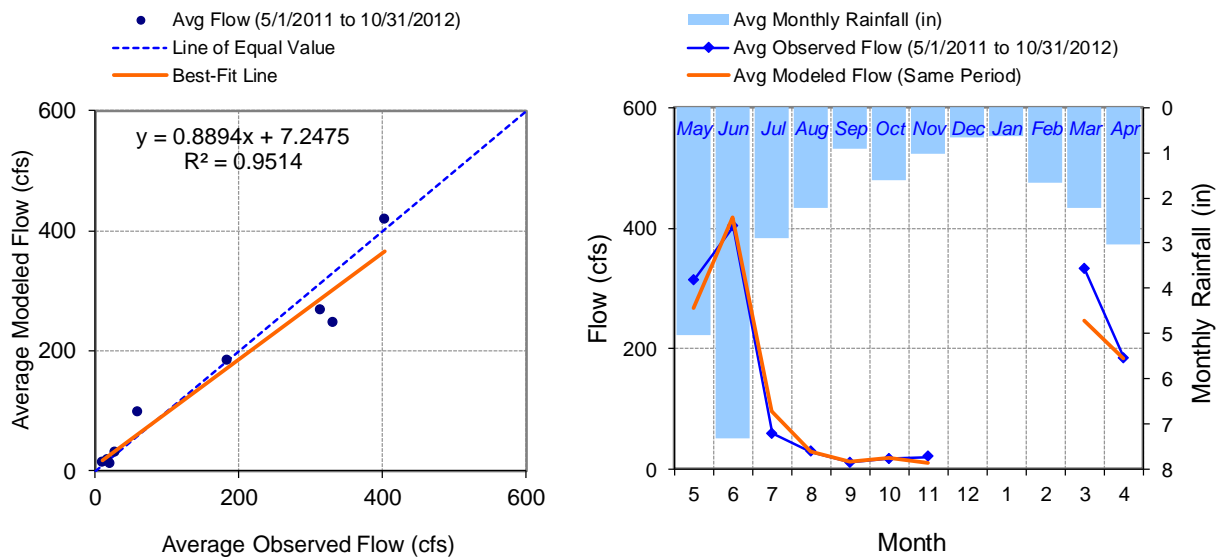 Avg Flow (5/1/2011 to 10/31/2012)
Line of Equal Value
Best-Fit Line
y = 0.8894x + 7.2475
R² = 0.9514
Average Modeled Flow (cfs)
600
400
200
0
0 200 400 600
Average Observed Flow (cfs)
Avg Monthly Rainfall (in)
Avg Observed Flow (5/1/2011 to 10/31/2012)
Avg Modeled Flow (Same Period)
May Jun Jul Aug Sep Oct Nov Dec Jan Feb Mar Apr
Flow (cfs)
600
400
200
0
Monthly Rainfall (in)
0
1
2
3
4
5
6
7
8
5 6 7 8 9 10 11 12 1 2 3 4
Month